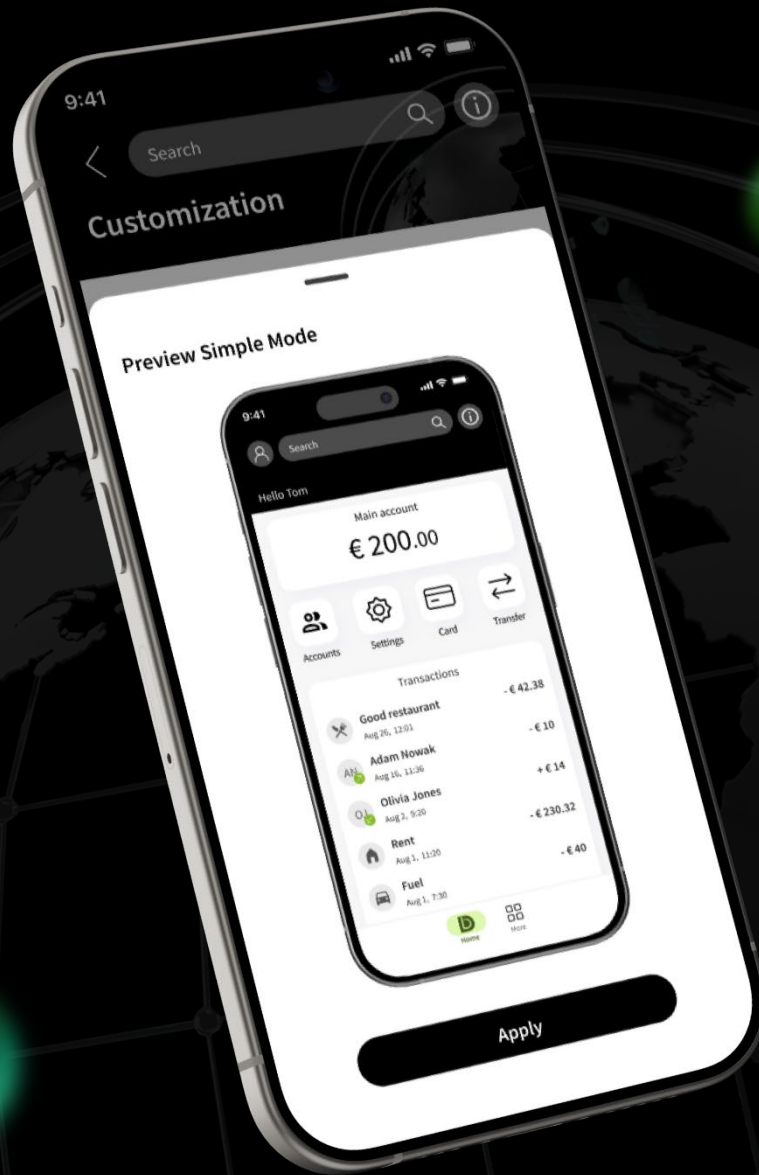 9:41
Search
Customization
Preview Simple Mode
9:41
Search
Hello Tom
Main account
€ 200.00
Accounts
Settings
Card
Transfer
Transactions
Good restaurant
- € 42.38
Aug 26, 12:01
Adam Nowak
- € 10
AN
Aug 16, 11:36
Olivia Jones
+ € 14
Aug 2, 9:20
Rent
- € 230.32
Aug 1, 11:20
Fuel
- € 40
Aug 1, 7:30
Home
More
Apply